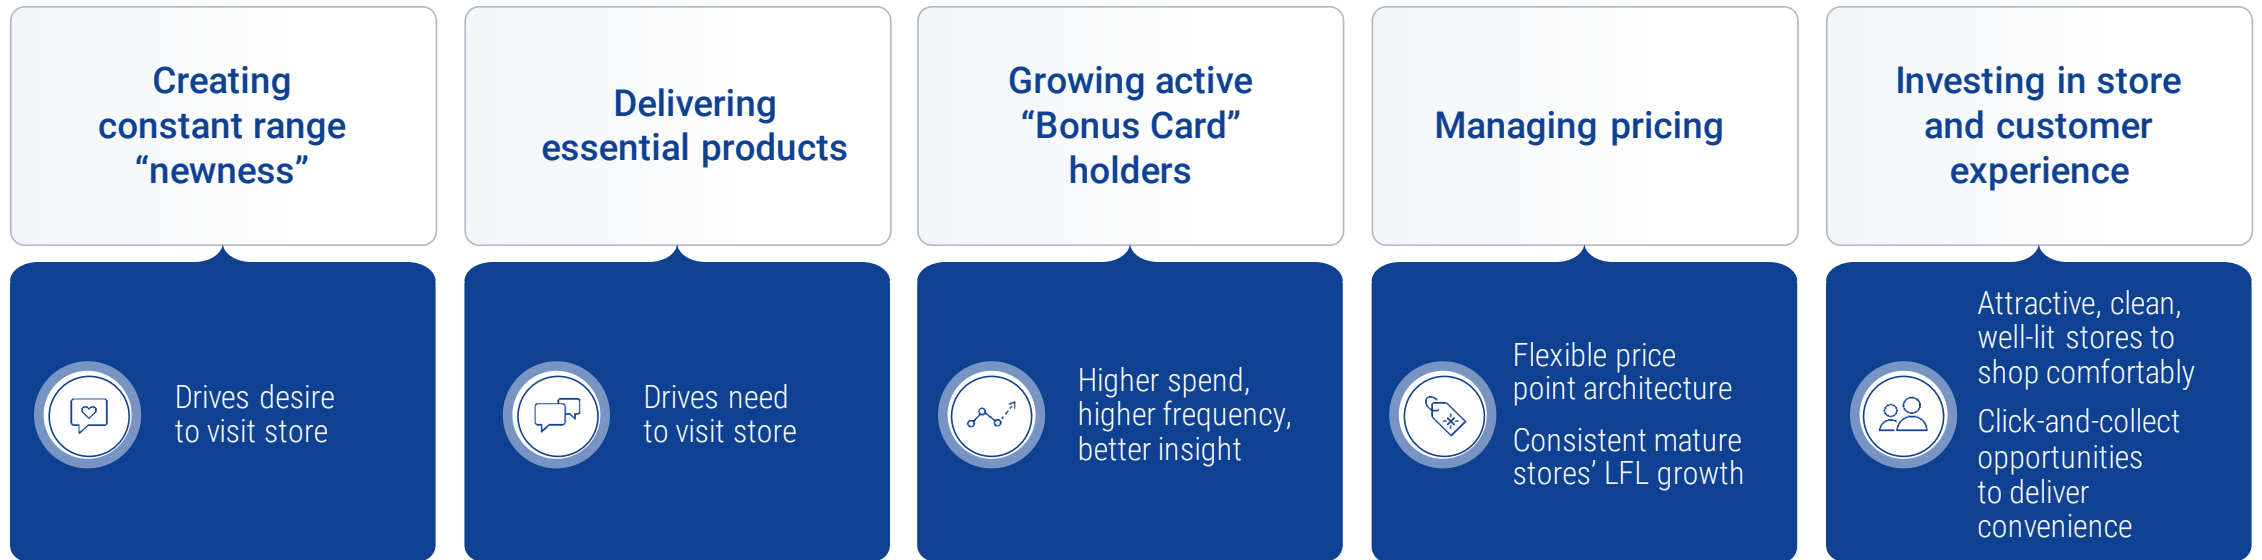 Creating
constant range
“newness”
Drives desire
to visit store
Delivering
essential products
Drives need
to visit store
Growing active
“Bonus Card”
holders
Higher spend,
higher frequency,
better insight
Managing pricing
Flexible price
point architecture
Consistent mature
stores’ LFL growth
Investing in store
and customer
experience
Attractive, clean,
well-lit stores to
shop comfortably
Click-and-collect
opportunities
to deliver
convenience